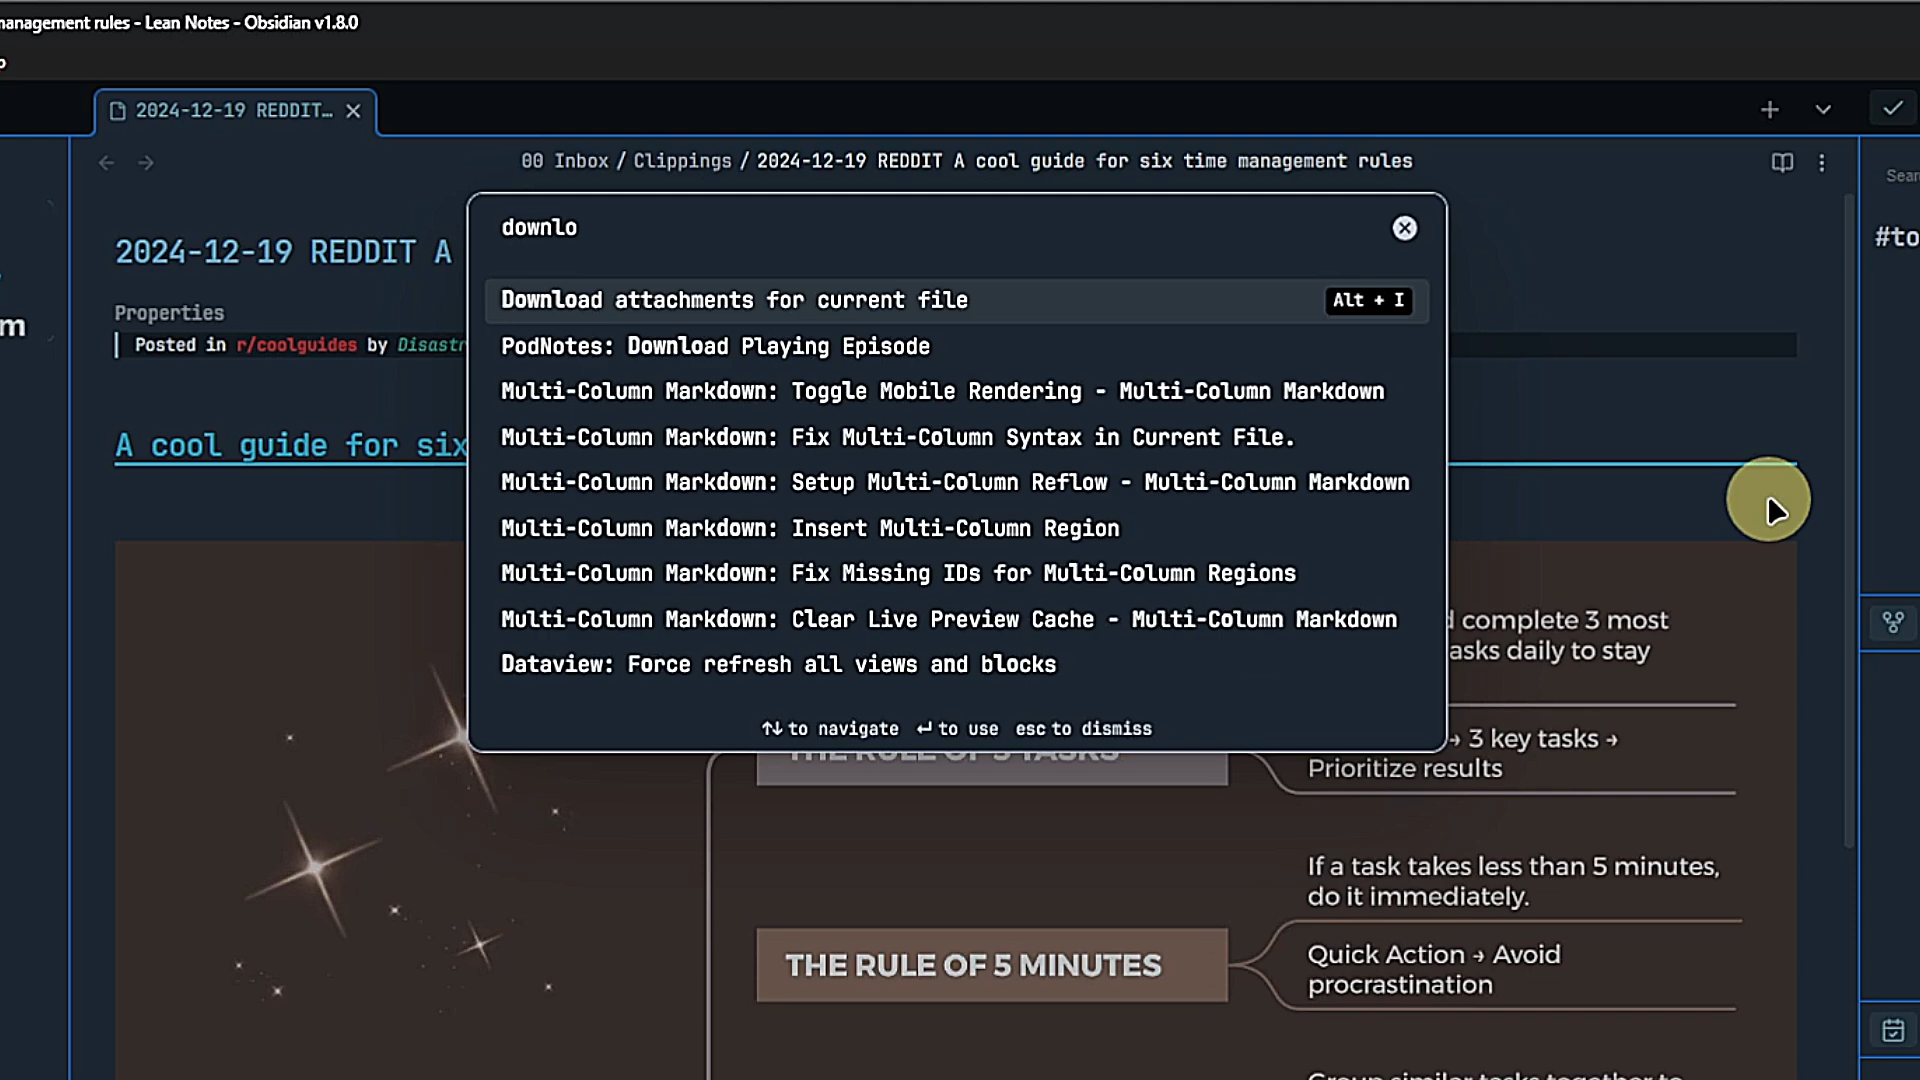 management rules - Lean Notes - Obsidian v1.8.0
2024-12-19 REDDIT…
00 Inbox / Clippings / 2024-12-19 REDDIT A cool guide for six time management rules
downlo
2024-12-19 REDDIT A
Properties
Posted in r/coolguides by
Download attachments for current file Alt + I
PodNotes: Download Playing Episode
Multi-Column Markdown: Toggle Mobile Rendering - Multi-Column Markdown
Multi-Column Markdown: Fix Multi-Column Syntax in Current File.
A cool guide for six
Multi-Column Markdown: Setup Multi-Column Reflow - Multi-Column Markdown
Multi-Column Markdown: Insert Multi-Column Region
Multi-Column Markdown: Fix Missing IDs for Multi-Column Regions
Multi-Column Markdown: Clear Live Preview Cache - Multi-Column Markdown
Dataview: Force refresh all views and blocks
↑↓ to navigate ↵ to use esc to dismiss
complete 3 most
asks daily to stay
→ 3 key tasks →
Prioritize results
If a task takes less than 5 minutes,
do it immediately.
THE RULE OF 5 MINUTES
Quick Action → Avoid
procrastination
Group similar tasks together to